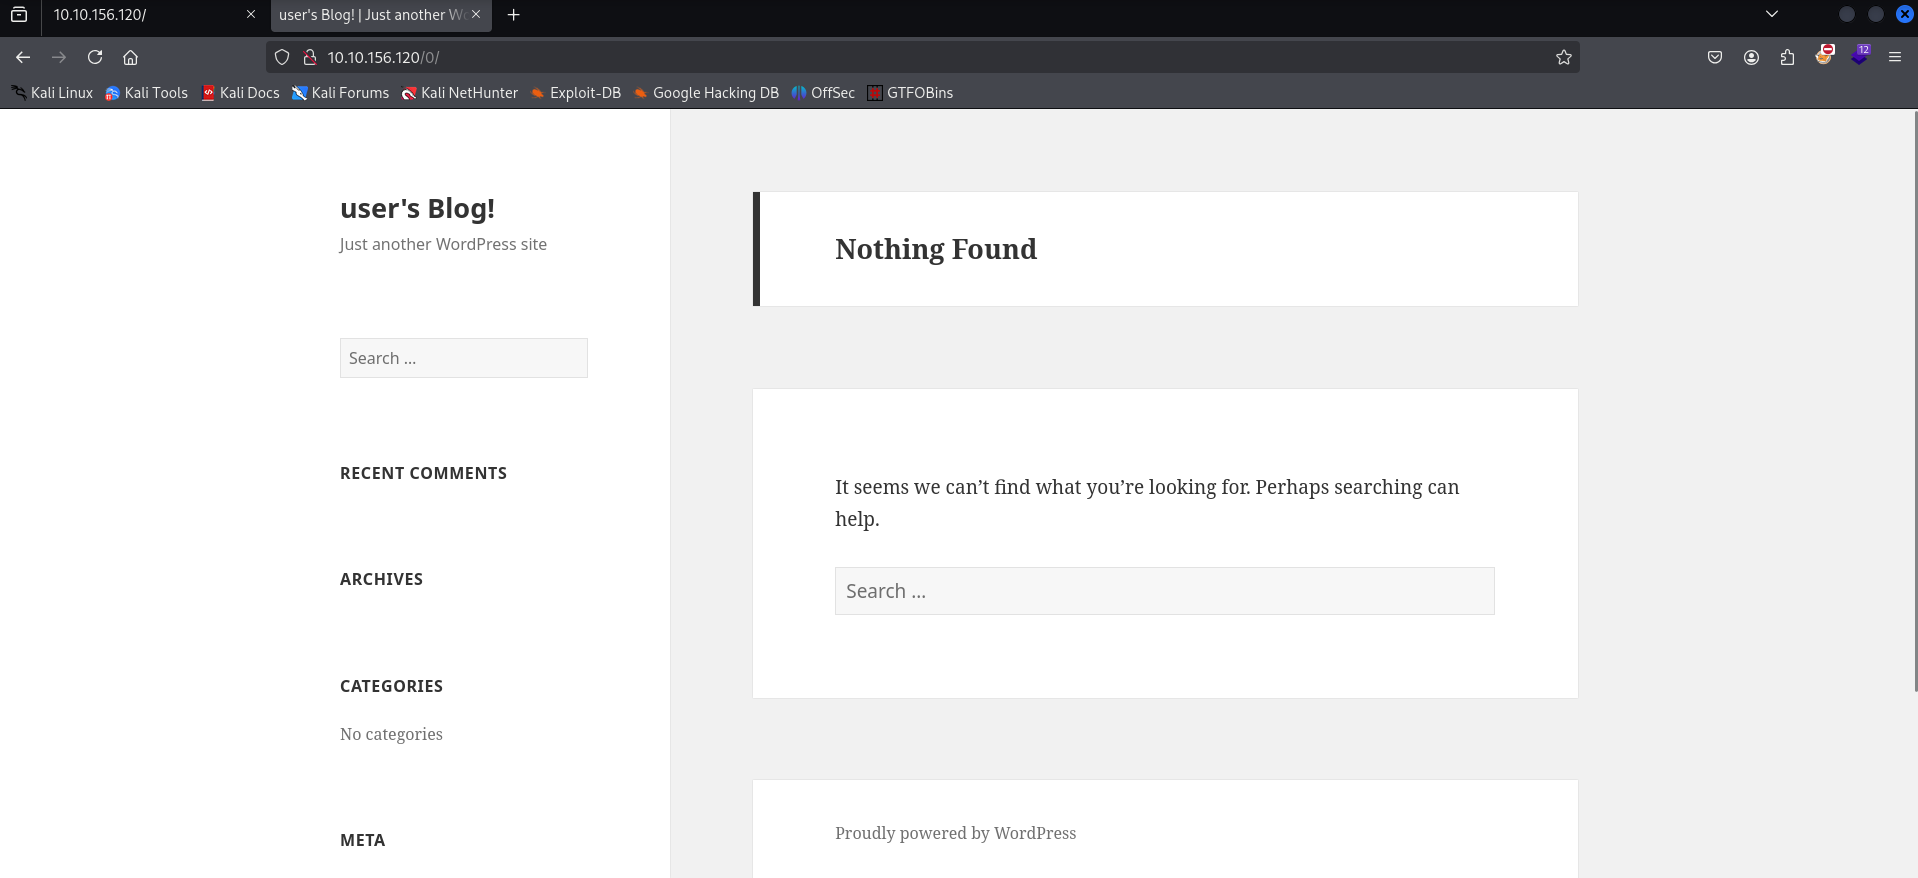 10.10.156.120/
user's Blog! | Just another Wo
10.10.156.120/0/
12
Kali Linux Kali Tools Kali Docs Kali Forums Kali NetHunter Exploit-DB Google Hacking DB OffSec GTFOBins
user's Blog!
Just another WordPress site
Search ...
RECENT COMMENTS
ARCHIVES
CATEGORIES
No categories
META
Nothing Found
It seems we can’t find what you’re looking for. Perhaps searching can
help.
Search ...
Proudly powered by WordPress